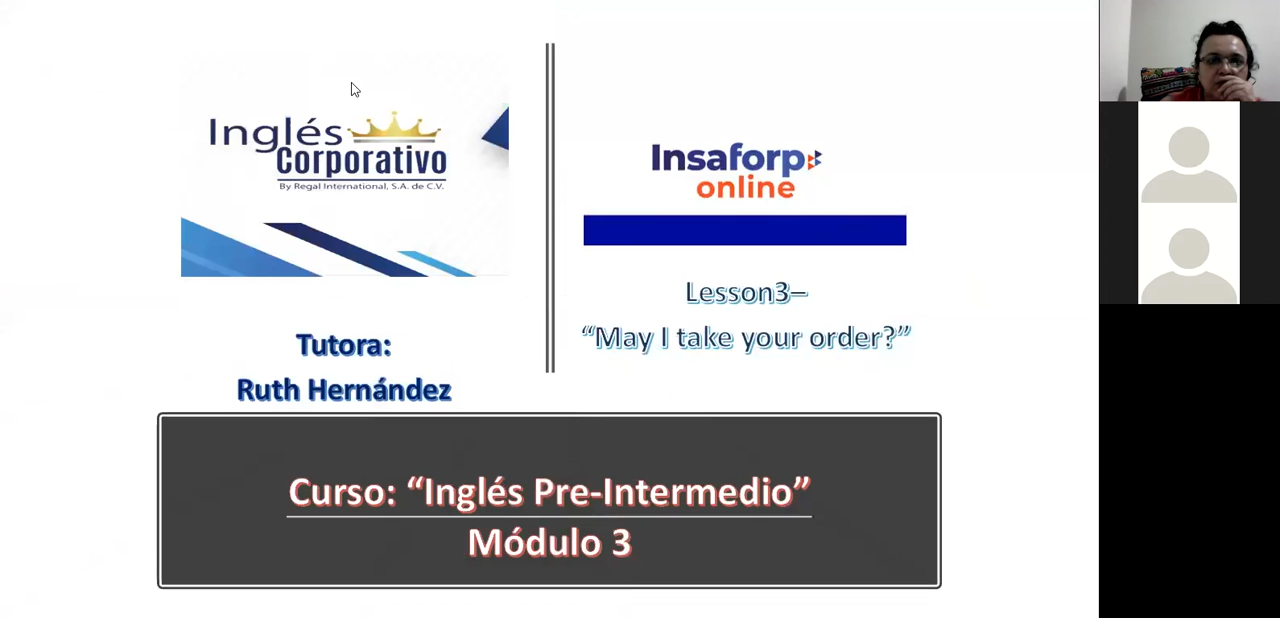 Inglés
Corporativo
By Regal International, S.A. de C.V.
Tutora:
Ruth Hernández
Insaforp
online
Lesson3–
“May I take your order?”
Curso: “Inglés Pre-Intermedio”
Módulo 3